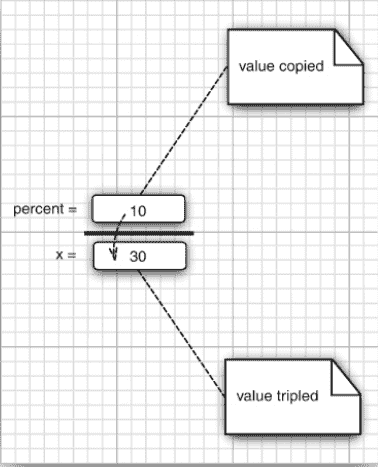 value copied
percent = 10
x = 30
value tripled